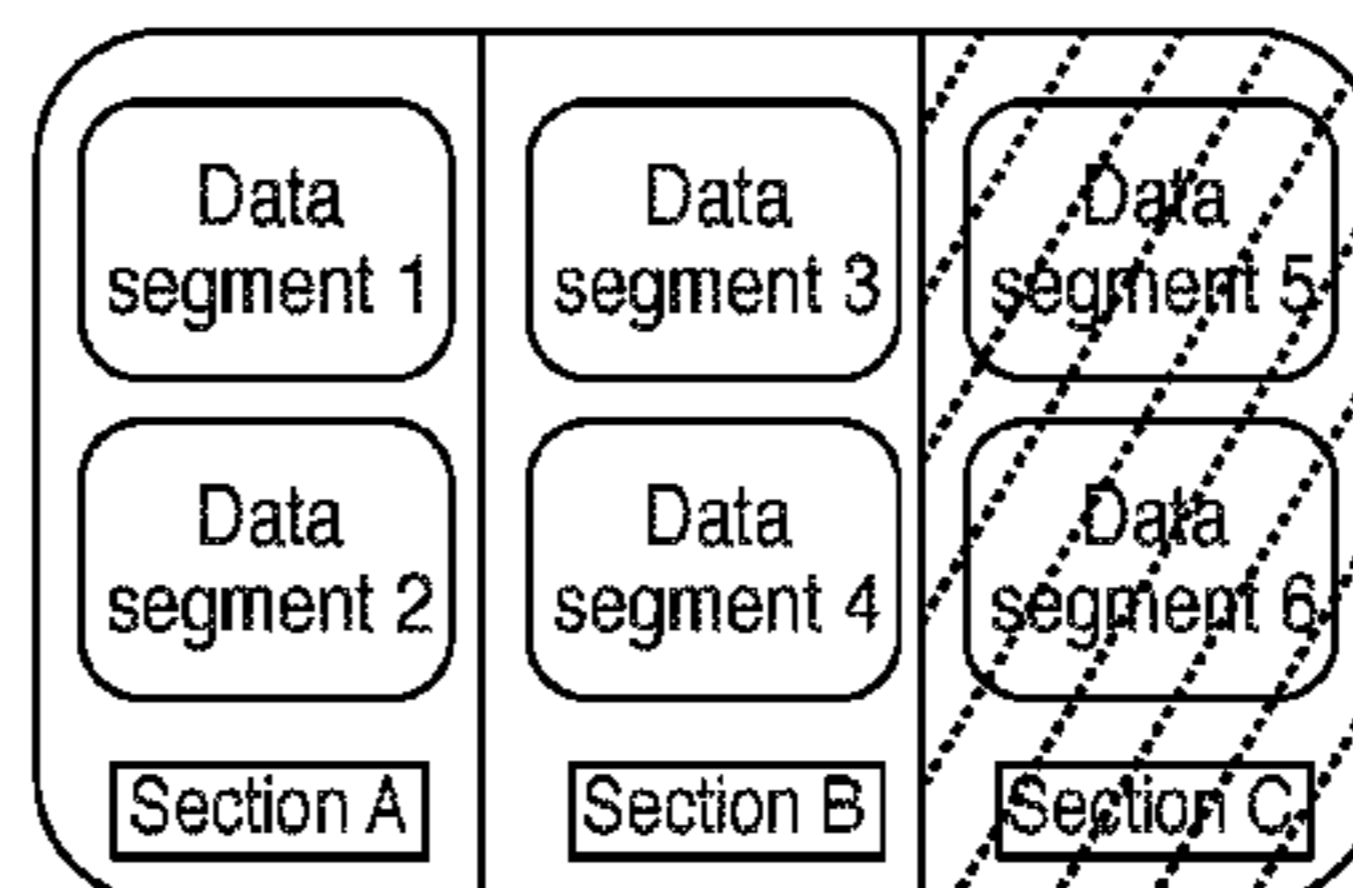 Data
segment 1
Data
segment 2
Section A
Data
segment 3
Data
segment 4
Section B
Data
segment 5
Data
segment 6
Section C